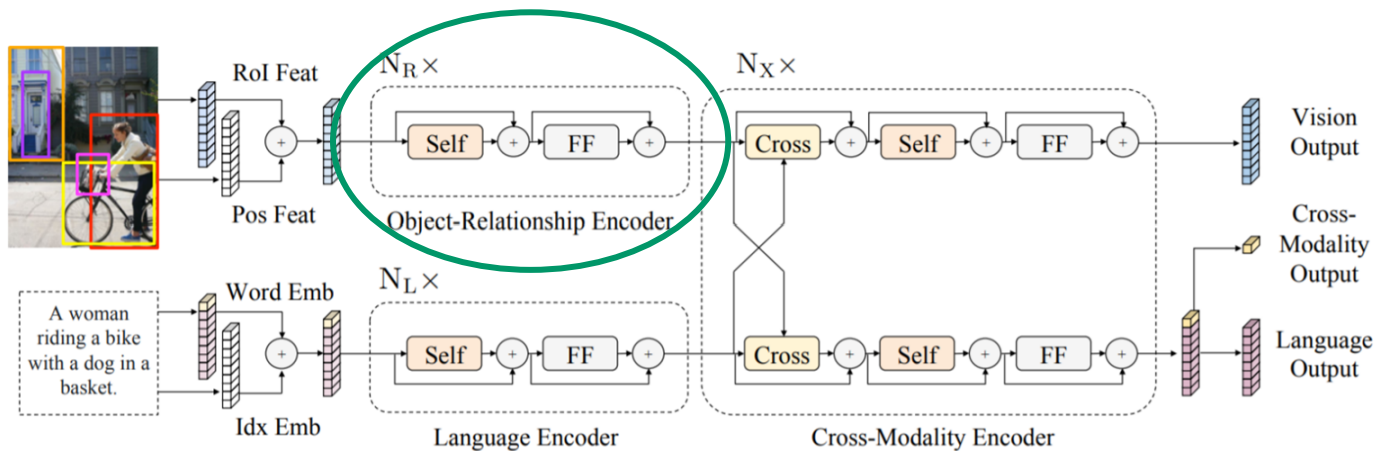 RoI Feat
Pos Feat
N_R×
Self
+
FF
+
Object-Relationship Encoder
A woman
riding a bike
with a dog in a
basket.
Word Emb
Idx Emb
+
+
N_L×
Self
+
FF
+
Language Encoder
N_X×
Cross
+
Self
+
FF
+
Cross
+
Self
+
FF
+
Cross-Modality Encoder
Vision
Output
Cross-
Modality
Output
Language
Output